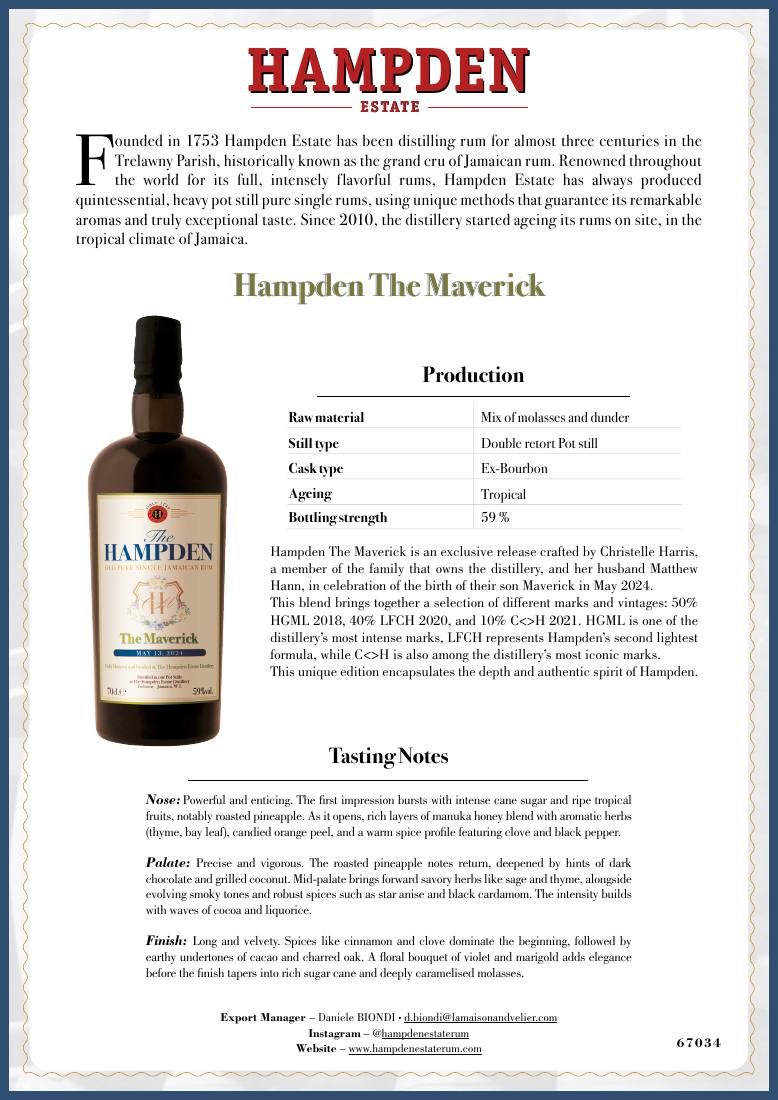 HAMPDEN
ESTATE
Founded in 1753 Hampden Estate has been distilling rum for almost three centuries in the
Trelawny Parish, historically known as the grand cru of Jamaican rum. Renowned throughout
the world for its full, intensely flavorful rums, Hampden Estate has always produced
quintessential, heavy pot still pure single rums, using unique methods that guarantee its remarkable
aromas and truly exceptional taste. Since 2010, the distillery started ageing its rums on site, in the
tropical climate of Jamaica.
Hampden The Maverick
Production
Raw material Mix of molasses and dunder
Still type Double retort Pot still
Cask type Ex-Bourbon
Ageing Tropical
Bottling strength 59 %
Hampden The Maverick is an exclusive release crafted by Christelle Harris,
a member of the family that owns the distillery, and her husband Matthew
Hann, in celebration of the birth of their son Maverick in May 2024.
This blend brings together a selection of different marks and vintages: 50%
HGML 2018, 40% LFCH 2020, and 10% C<>H 2021. HGML is one of the
distillery's most intense marks, LFCH represents Hampden's second lightest
formula, while C<>H is also among the distillery's most iconic marks.
This unique edition encapsulates the depth and authentic spirit of Hampden.
The
HAMPDEN
OLD PURE SINGLE JAMAICAN RUM
H
The Maverick
MAY 13, 2024
Distilled in our Pot Stills
at The Hampden Estate Distillery
Trelawny - Jamaica, W.I.
70cl.e 59%vol.
Tasting Notes
Nose: Powerful and enticing. The first impression bursts with intense cane sugar and ripe tropical
fruits, notably roasted pineapple. As it opens, rich layers of manuka honey blend with aromatic herbs
(thyme, bay leaf), candied orange peel, and a warm spice profile featuring clove and black pepper.
Palate: Precise and vigorous. The roasted pineapple notes return, deepened by hints of dark
chocolate and grilled coconut. Mid-palate brings forward savory herbs like sage and thyme, alongside
evolving smoky tones and robust spices such as star anise and black cardamom. The intensity builds
with waves of cocoa and liquorice.
Finish: Long and velvety. Spices like cinnamon and clove dominate the beginning, followed by
earthy undertones of cacao and charred oak. A floral bouquet of violet and marigold adds elegance
before the finish tapers into rich sugar cane and deeply caramelised molasses.
Export Manager – Daniele BIONDI • d.biondi@lamaisonandvelier.com
Instagram – @hampdenestaterum
Website – www.hampdenestaterum.com
67034